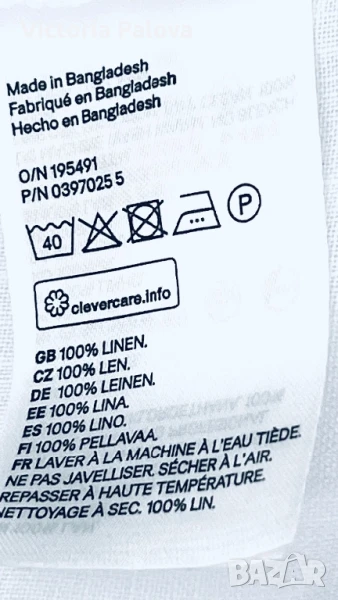 Victoria Palova
Made in Bangladesh
Fabriqué en Bangladesh
Hecho en Bangladesh
O/N 195491
P/N 0397025 5
40
P
clevercare.info
GB 100% LINEN.
CZ 100% LEN.
DE 100% LEINEN.
EE 100% LINA.
ES 100% LINO.
FI 100% PELLAVAA.
FR LAVER À LA MACHINE À L'EAU TIÈDE.
NE PAS JAVELLISER. SÉCHER À L'AIR.
REPASSER À HAUTE TEMPÉRATURE.
NETTOYAGE À SEC. 100% LIN.
BAZAR